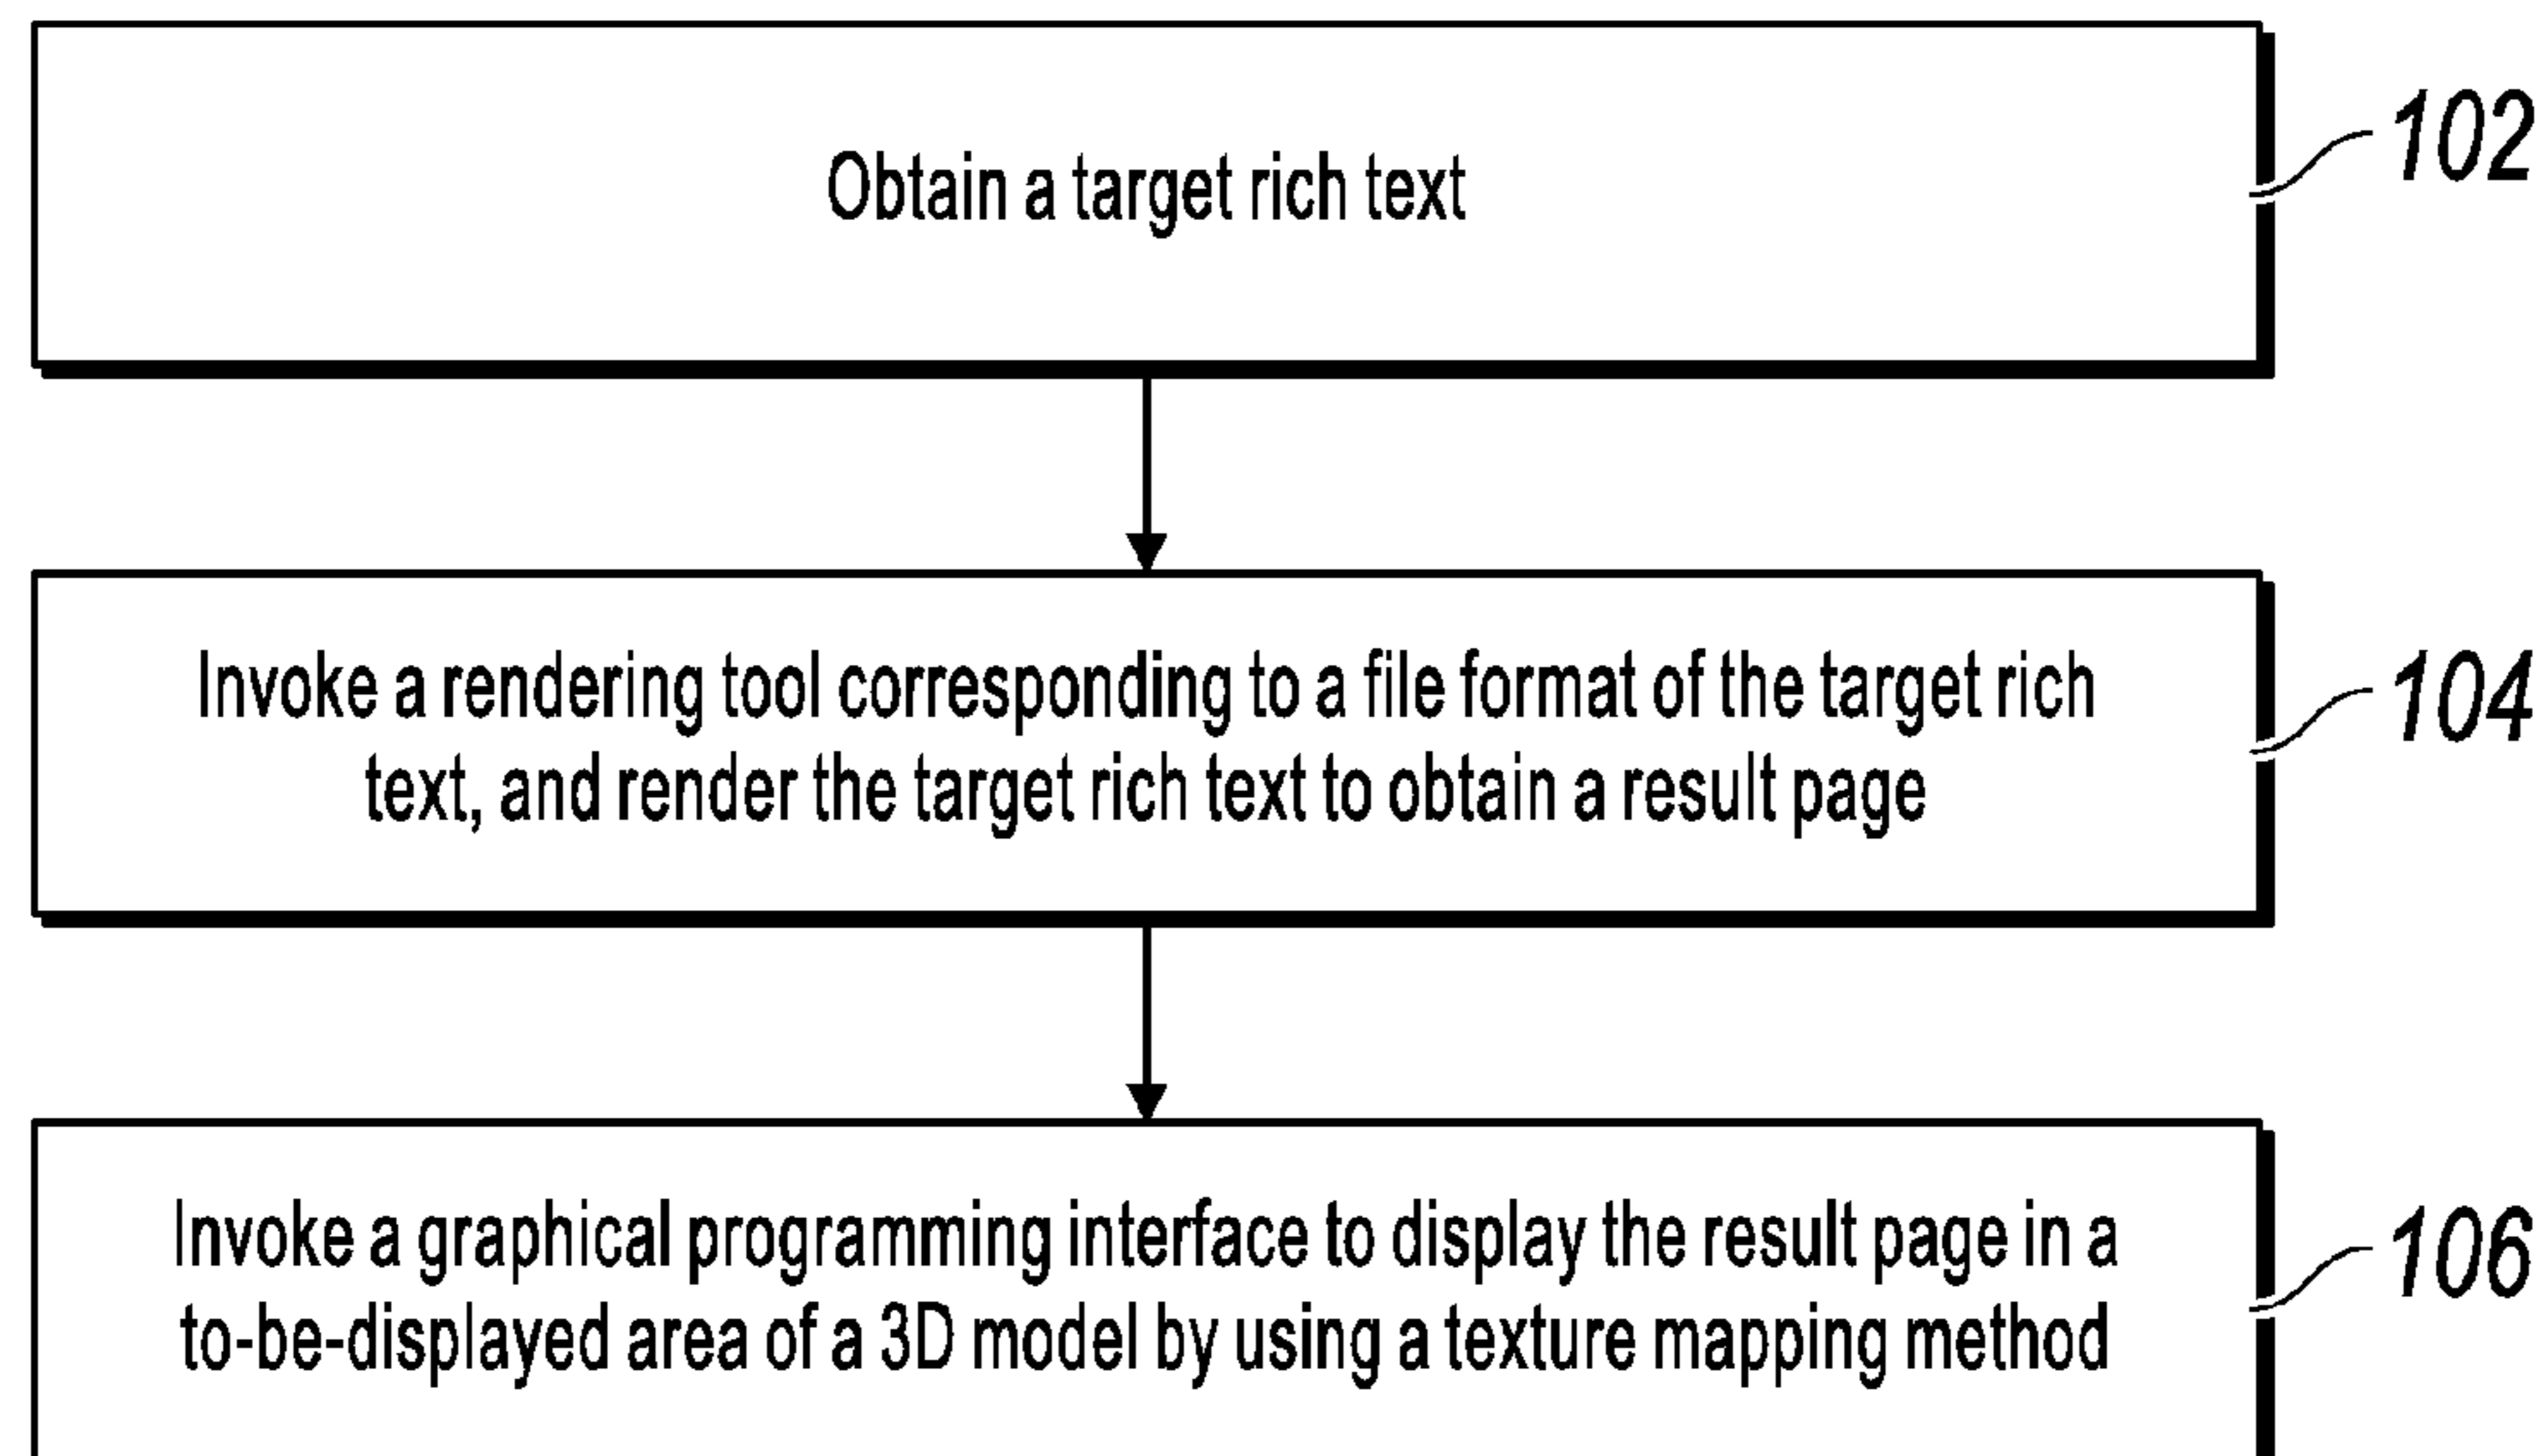 Obtain a target rich text
102
Invoke a rendering tool corresponding to a file format of the target rich
text, and render the target rich text to obtain a result page
104
Invoke a graphical programming interface to display the result page in a
to-be-displayed area of a 3D model by using a texture mapping method
106